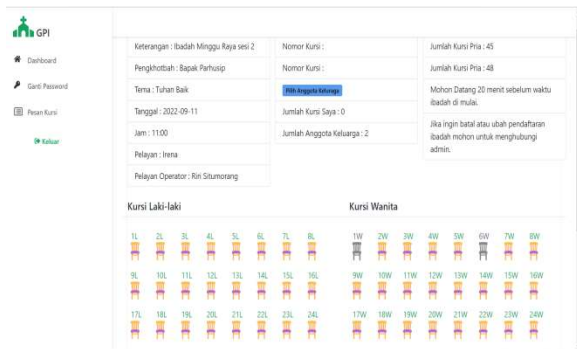 GPI
Dashboard
Ganti Password
Pesan Kursi
Keluar
Keterangan : Ibadah Minggu Raya sesi 2
Pengkhotbah : Bapak Parhusip
Tema : Tuhan Baik
Tanggal : 2022-09-11
Jam : 11:00
Pelayan : Irena
Pelayan Operator : Riri Situmorang
Nomor Kursi :
Nomor Kursi :
Pilih Anggota Keluarga
Jumlah Kursi Saya : 0
Jumlah Anggota Keluarga : 2
Jumlah Kursi Pria : 45
Jumlah Kursi Pria : 48
Mohon Datang 20 menit sebelum waktu
ibadah di mulai.
Jika ingin batal atau ubah pendaftaran
ibadah mohon untuk menghubungi
admin.
Kursi Laki-laki
1L 2L 3L 4L 5L 6L 7L 8L
9L 10L 11L 12L 13L 14L 15L 16L
17L 18L 19L 20L 21L 22L 23L 24L
Kursi Wanita
1W 2W 3W 4W 5W 6W 7W 8W
9W 10W 11W 12W 13W 14W 15W 16W
17W 18W 19W 20W 21W 22W 23W 24W